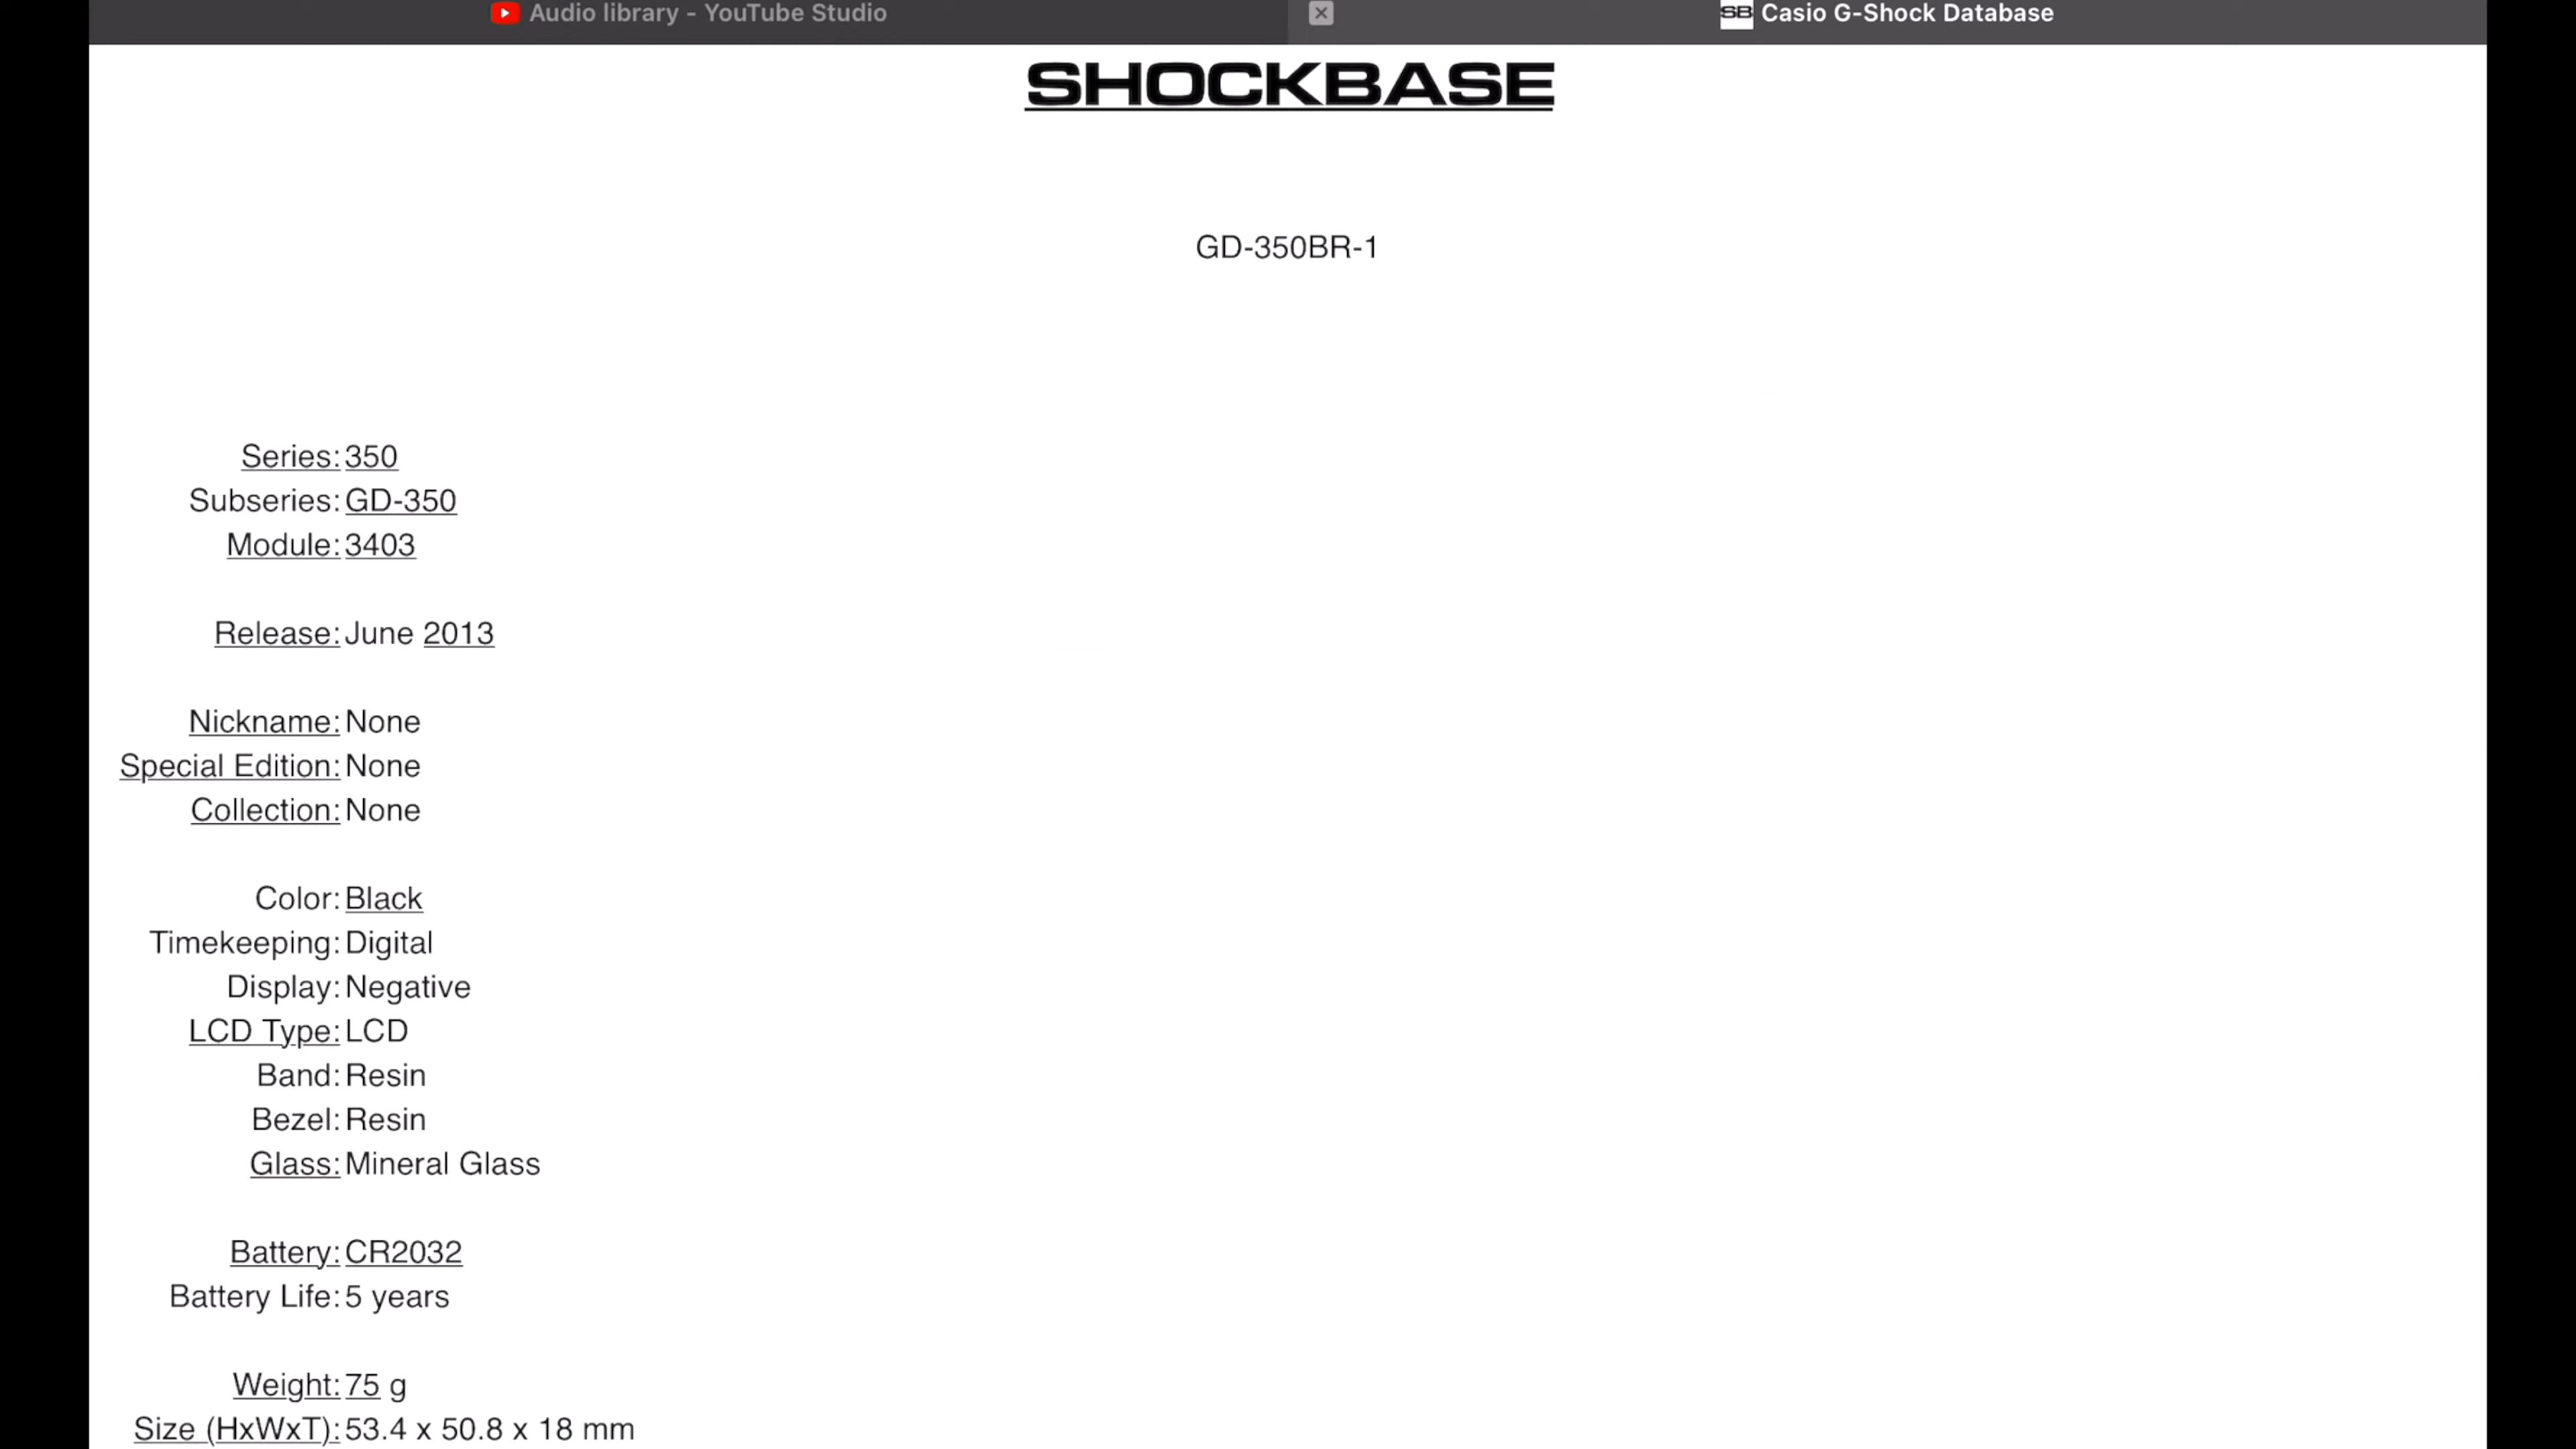 Audio library - YouTube Studio
SB Casio G-Shock Database
SHOCKBASE
GD-350BR-1
Series: 350
Subseries: GD-350
Module: 3403
Release: June 2013
Nickname: None
Special Edition: None
Collection: None
Color: Black
Timekeeping: Digital
Display: Negative
LCD Type: LCD
Band: Resin
Bezel: Resin
Glass: Mineral Glass
Battery: CR2032
Battery Life: 5 years
Weight: 75 g
Size (HxWxT): 53.4 x 50.8 x 18 mm